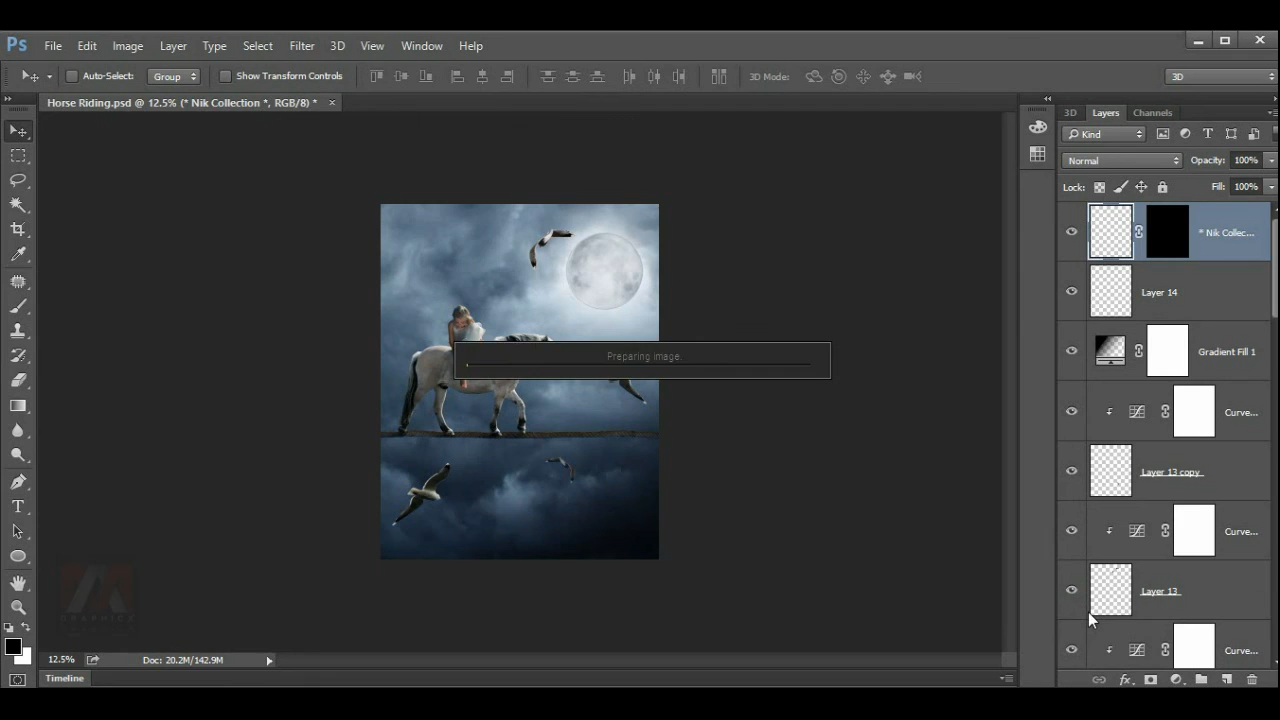 Ps File Edit Image Layer Type Select Filter 3D View Window Help
Auto-Select: Group Show Transform Controls 3D Mode: 3D
Horse Riding.psd @ 12.5% (* Nik Collection *, RGB/8) * ×
3D Layers Channels
Kind
Normal Opacity: 100%
Lock: Fill: 100%
* Nik Collec...
Layer 14
Preparing image.
Gradient Fill 1
Curve...
Layer 13 copy
Curve...
Layer 13
Curve...
GRAPHICX
12.5% Doc: 20.2M/142.9M
Timeline